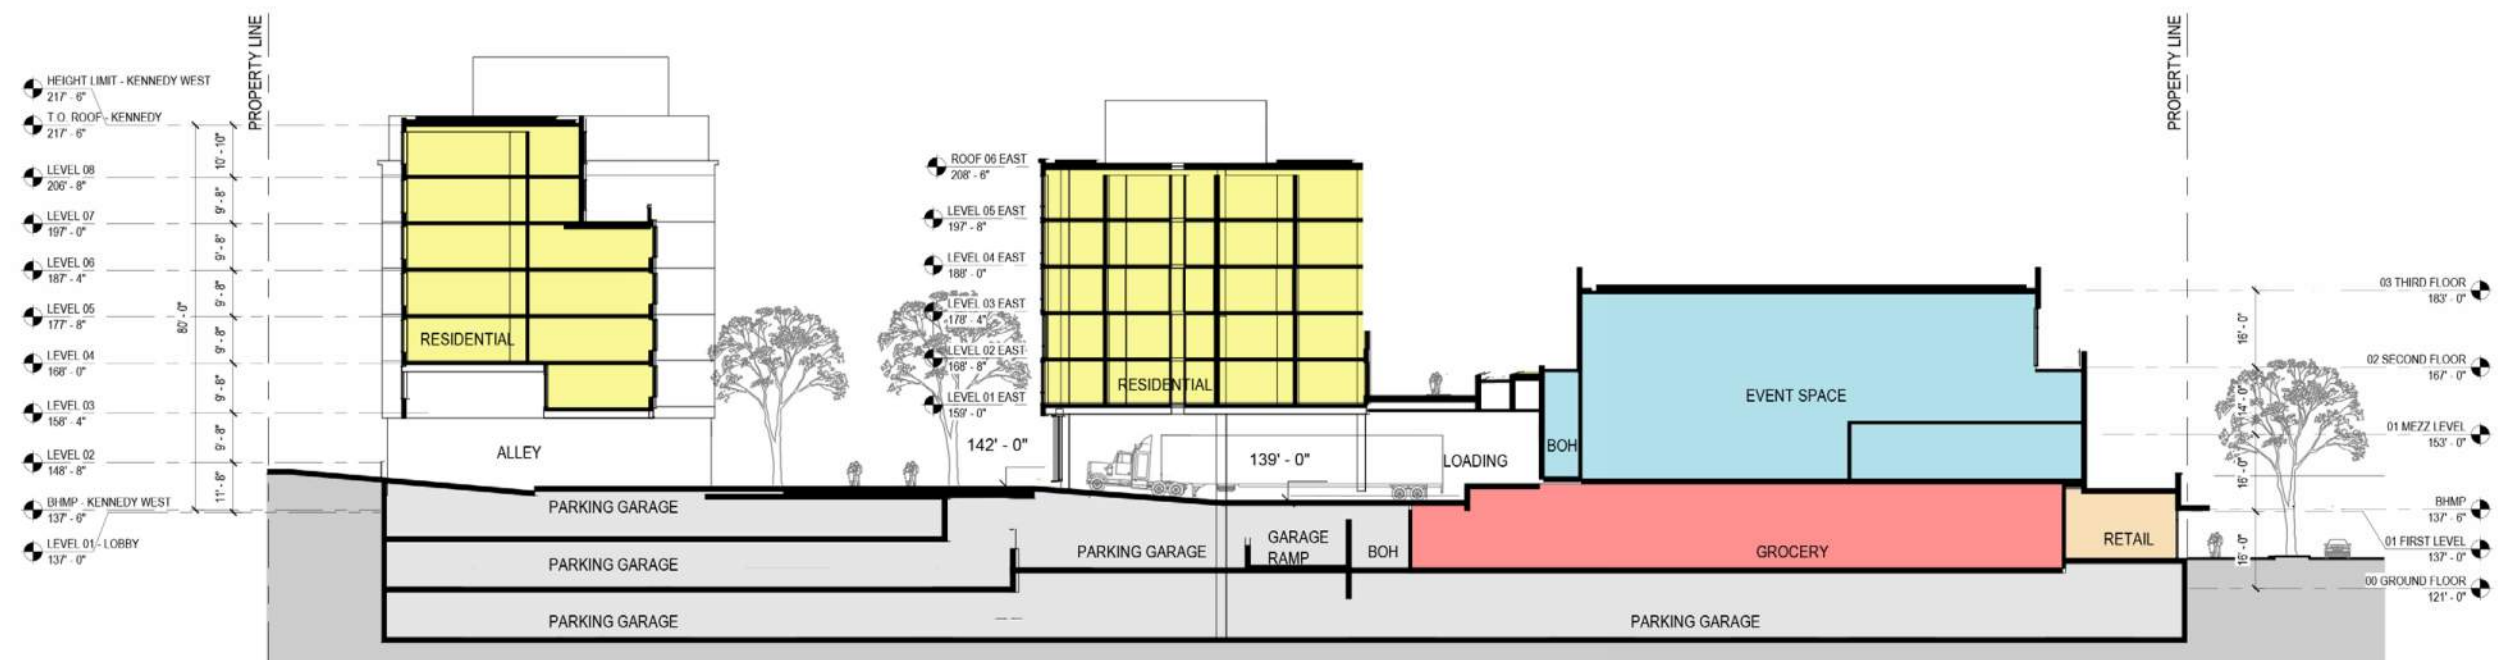 PROPERTY LINE
HEIGHT LIMIT - KENNEDY WEST
217' - 6"
T.O. ROOF - KENNEDY
217' - 6"
LEVEL 08
206' - 8"
LEVEL 07
197' - 0"
LEVEL 06
187' - 4"
LEVEL 05
177' - 8"
LEVEL 04
168' - 0"
LEVEL 03
158' - 4"
LEVEL 02
148' - 8"
BHMP - KENNEDY WEST
137' - 6"
LEVEL 01 - LOBBY
137' - 0"
80' - 0"
10' - 10"
9' - 8"
9' - 8"
9' - 8"
9' - 8"
9' - 8"
9' - 8"
11' - 8"
RESIDENTIAL
ALLEY
PARKING GARAGE
PARKING GARAGE
PARKING GARAGE
ROOF 06 EAST
208' - 6"
LEVEL 05 EAST
197' - 8"
LEVEL 04 EAST
188' - 0"
LEVEL 03 EAST
178' - 4"
LEVEL 02 EAST
168' - 8"
LEVEL 01 EAST
159' - 0"
RESIDENTIAL
142' - 0"
139' - 0"
LOADING
PARKING GARAGE
GARAGE
RAMP
BOH
BOH
EVENT SPACE
GROCERY
RETAIL
PARKING GARAGE
PROPERTY LINE
03 THIRD FLOOR
183' - 0"
02 SECOND FLOOR
167' - 0"
01 MEZZ LEVEL
153' - 0"
BHMP
137' - 6"
01 FIRST LEVEL
137' - 0"
00 GROUND FLOOR
121' - 0"
16' - 0"
14' - 0"
16' - 0"
16' - 0"